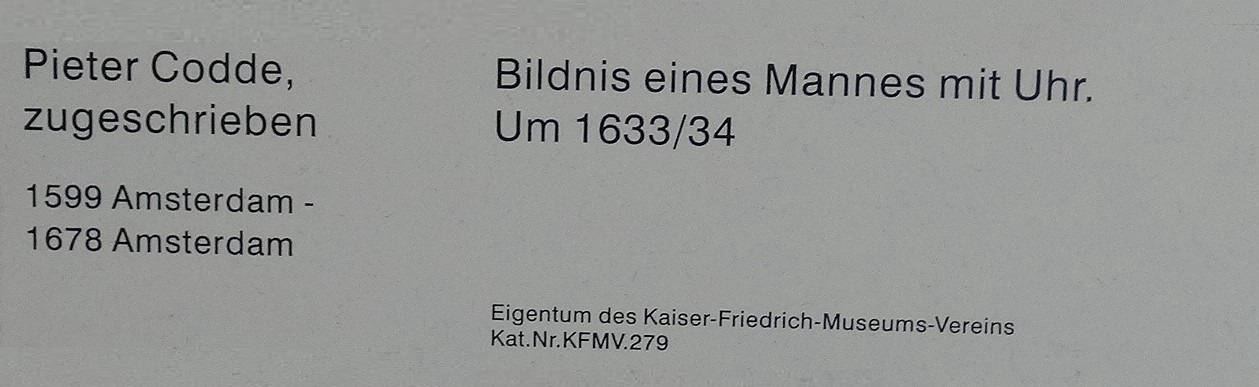 Pieter Codde,
zugeschrieben
1599 Amsterdam -
1678 Amsterdam
Bildnis eines Mannes mit Uhr.
Um 1633/34
Eigentum des Kaiser-Friedrich-Museums-Vereins
Kat.Nr.KFMV.279